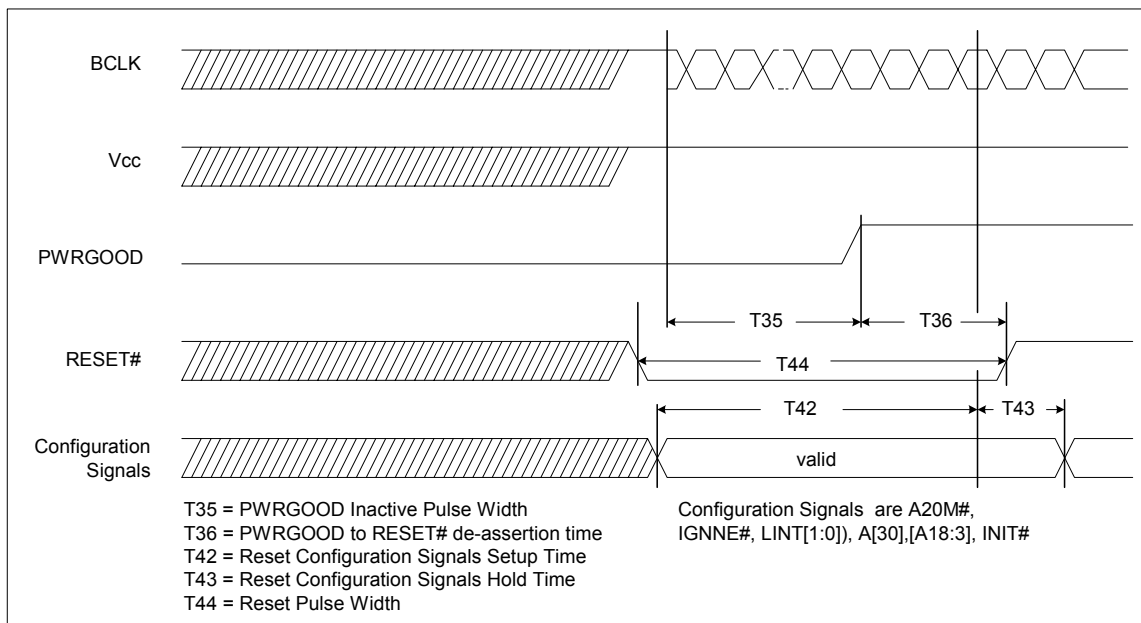 BCLK
Vcc
PWRGOOD
T35
T36
RESET#
T44
T42
T43
Configuration
Signals
valid
T35 = PWRGOOD Inactive Pulse Width
T36 = PWRGOOD to RESET# de-assertion time
T42 = Reset Configuration Signals Setup Time
T43 = Reset Configuration Signals Hold Time
T44 = Reset Pulse Width
Configuration Signals are A20M#,
IGNNE#, LINT[1:0]), A[30],[A18:3], INIT#